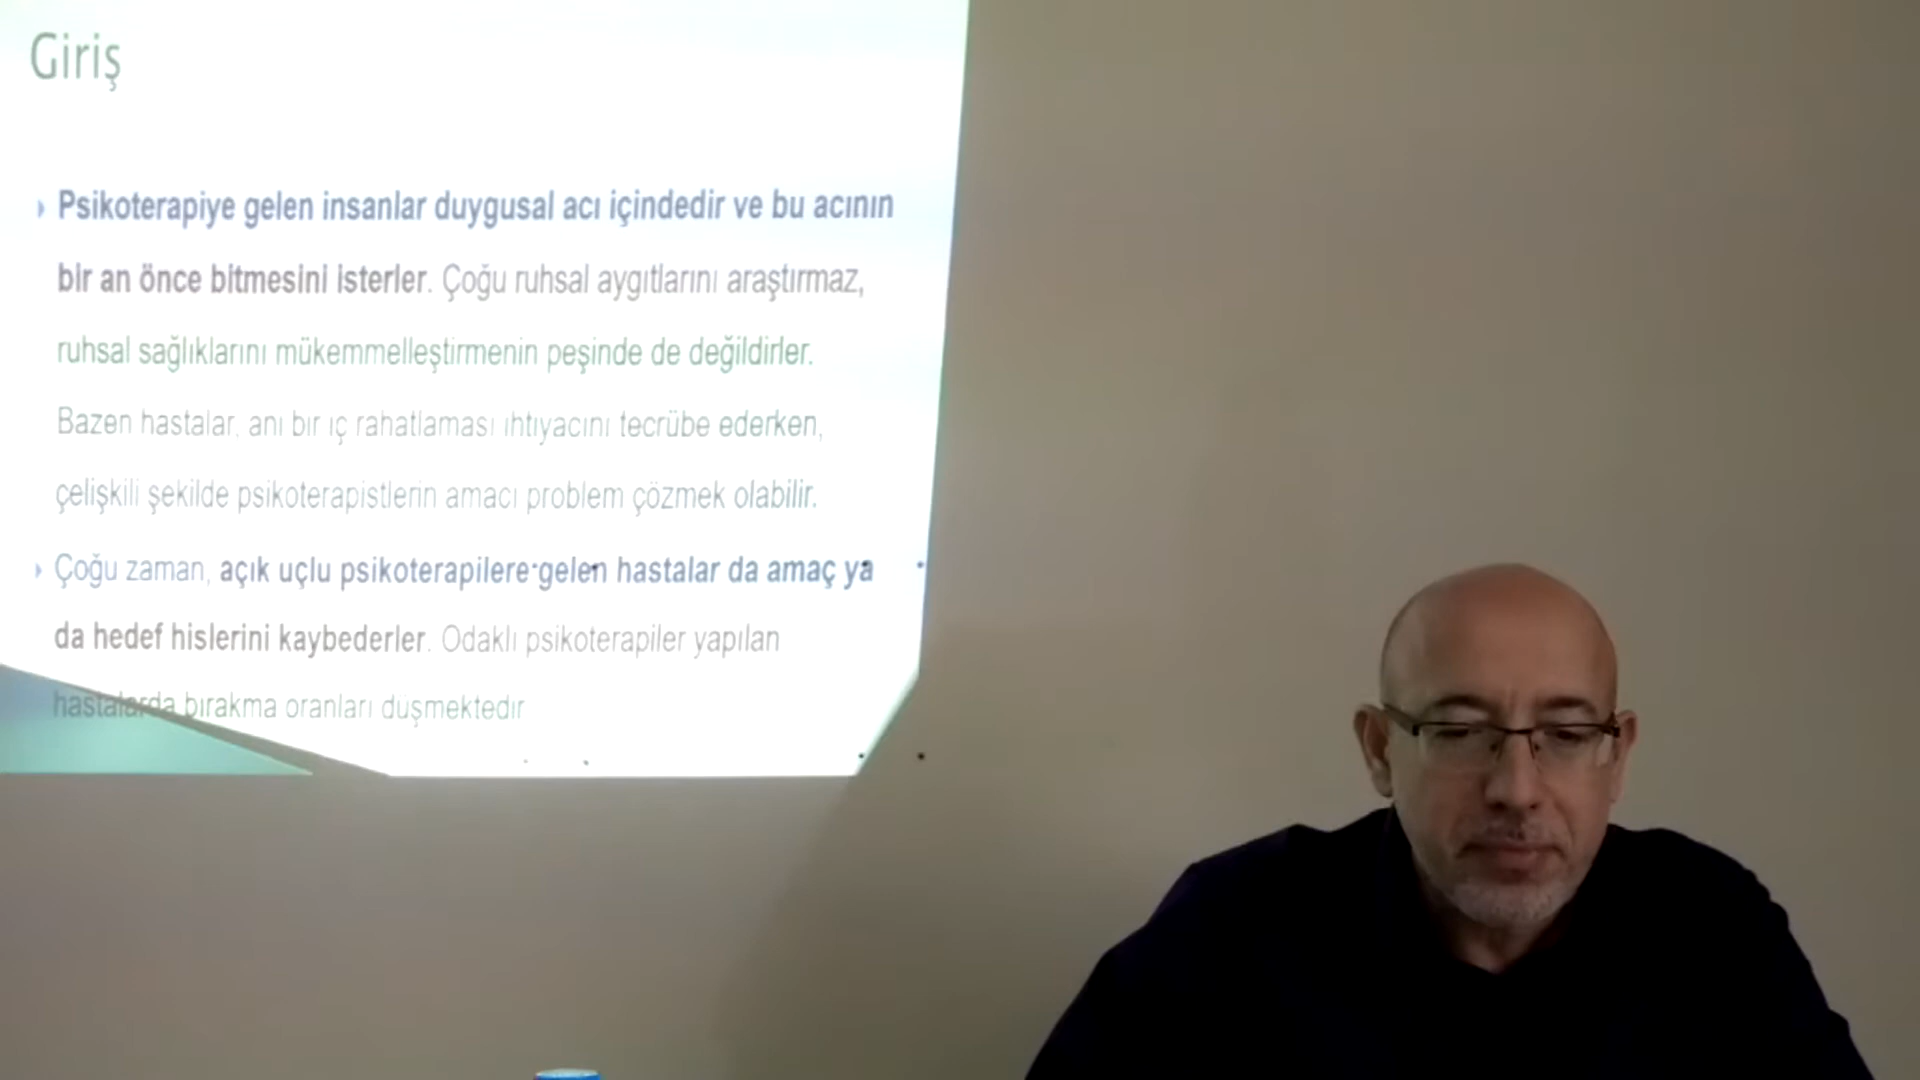 Giriş
Psikoterapiye gelen insanlar duygusal acı içindedir ve bu acının
bir an önce bitmesini isterler. Çoğu ruhsal aygıtlarını araştırmaz,
ruhsal sağlıklarını mükemmelleştirmenin peşinde de değildirler.
Bazen hastalar, ani bir iç rahatlaması ihtiyacını tecrübe ederken,
çelişkili şekilde psikoterapistlerin amacı problem çözmek olabilir.
Çoğu zaman, açık uçlu psikoterapilere gelen hastalar da amaç ya
da hedef hislerini kaybederler. Odaklı psikoterapiler yapılan
hastalarda bırakma oranları düşmektedir